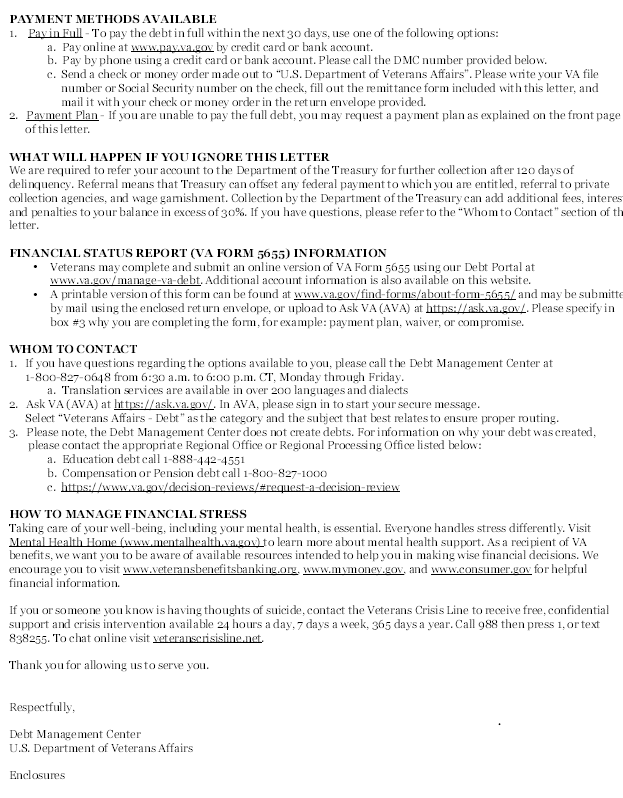 PAYMENT METHODS AVAILABLE
1. Pay in Full - To pay the debt in full within the next 30 days, use one of the following options:
a. Pay online at www.pay.va.gov by credit card or bank account.
b. Pay by phone using a credit card or bank account. Please call the DMC number provided below.
c. Send a check or money order made out to “U.S. Department of Veterans Affairs”. Please write your VA file
number or Social Security number on the check, fill out the remittance form included with this letter, and
mail it with your check or money order in the return envelope provided.
2. Payment Plan - If you are unable to pay the full debt, you may request a payment plan as explained on the front page
of this letter.
WHAT WILL HAPPEN IF YOU IGNORE THIS LETTER
We are required to refer your account to the Department of the Treasury for further collection after 120 days of
delinquency. Referral means that Treasury can offset any federal payment to which you are entitled, referral to private
collection agencies, and wage garnishment. Collection by the Department of the Treasury can add additional fees, interes
and penalties to your balance in excess of 30%. If you have questions, please refer to the “Whom to Contact” section of th
letter.
FINANCIAL STATUS REPORT (VA FORM 5655) INFORMATION
• Veterans may complete and submit an online version of VA Form 5655 using our Debt Portal at
www.va.gov/manage-va-debt. Additional account information is also available on this website.
• A printable version of this form can be found at www.va.gov/find-forms/about-form-5655/ and may be submitte
by mail using the enclosed return envelope, or upload to Ask VA (AVA) at https://ask.va.gov/. Please specify in
box #3 why you are completing the form, for example: payment plan, waiver, or compromise.
WHOM TO CONTACT
1. If you have questions regarding the options available to you, please call the Debt Management Center at
1-800-827-0648 from 6:30 a.m. to 6:00 p.m. CT, Monday through Friday.
a. Translation services are available in over 200 languages and dialects
2. Ask VA (AVA) at https://ask.va.gov/. In AVA, please sign in to start your secure message.
Select “Veterans Affairs - Debt” as the category and the subject that best relates to ensure proper routing.
3. Please note, the Debt Management Center does not create debts. For information on why your debt was created,
please contact the appropriate Regional Office or Regional Processing Office listed below:
a. Education debt call 1-888-442-4551
b. Compensation or Pension debt call 1-800-827-1000
c. https://www.va.gov/decision-reviews/#request-a-decision-review
HOW TO MANAGE FINANCIAL STRESS
Taking care of your well-being, including your mental health, is essential. Everyone handles stress differently. Visit
Mental Health Home (www.mentalhealth.va.gov) to learn more about mental health support. As a recipient of VA
benefits, we want you to be aware of available resources intended to help you in making wise financial decisions. We
encourage you to visit www.veteransbenefitsbanking.org, www.mymoney.gov, and www.consumer.gov for helpful
financial information.
If you or someone you know is having thoughts of suicide, contact the Veterans Crisis Line to receive free, confidential
support and crisis intervention available 24 hours a day, 7 days a week, 365 days a year. Call 988 then press 1, or text
838255. To chat online visit veteranscrisisline.net.
Thank you for allowing us to serve you.
Respectfully,
Debt Management Center
U.S. Department of Veterans Affairs
Enclosures